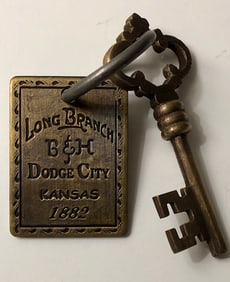 LONG BRANCH
B & H
DODGE CITY
KANSAS
1882